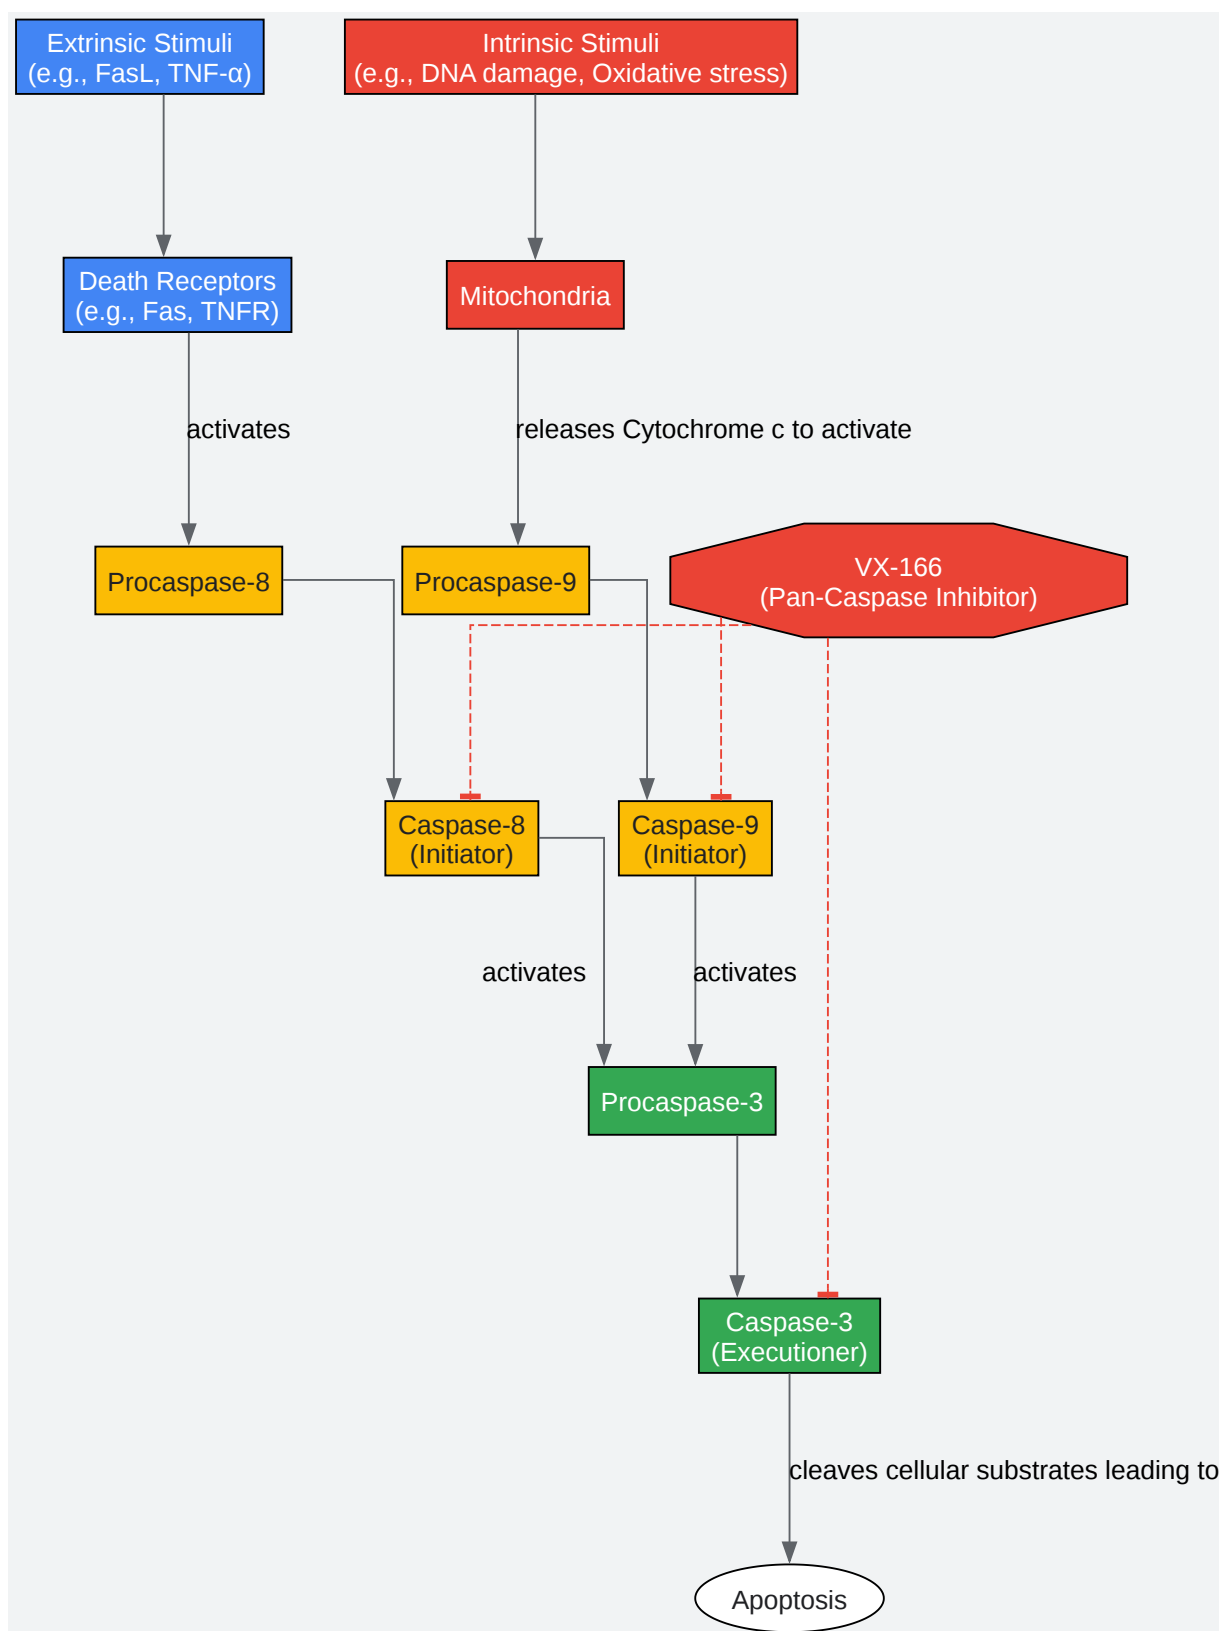 Extrinsic Stimuli
(e.g., FasL, TNF-α)
Intrinsic Stimuli
(e.g., DNA damage, Oxidative stress)
Death Receptors
(e.g., Fas, TNFR)
Mitochondria
activates
releases Cytochrome c to activate
Procaspase-8
Procaspase-9
VX-166
(Pan-Caspase Inhibitor)
Caspase-8
(Initiator)
Caspase-9
(Initiator)
activates
activates
Procaspase-3
Caspase-3
(Executioner)
cleaves cellular substrates leading to
Apoptosis